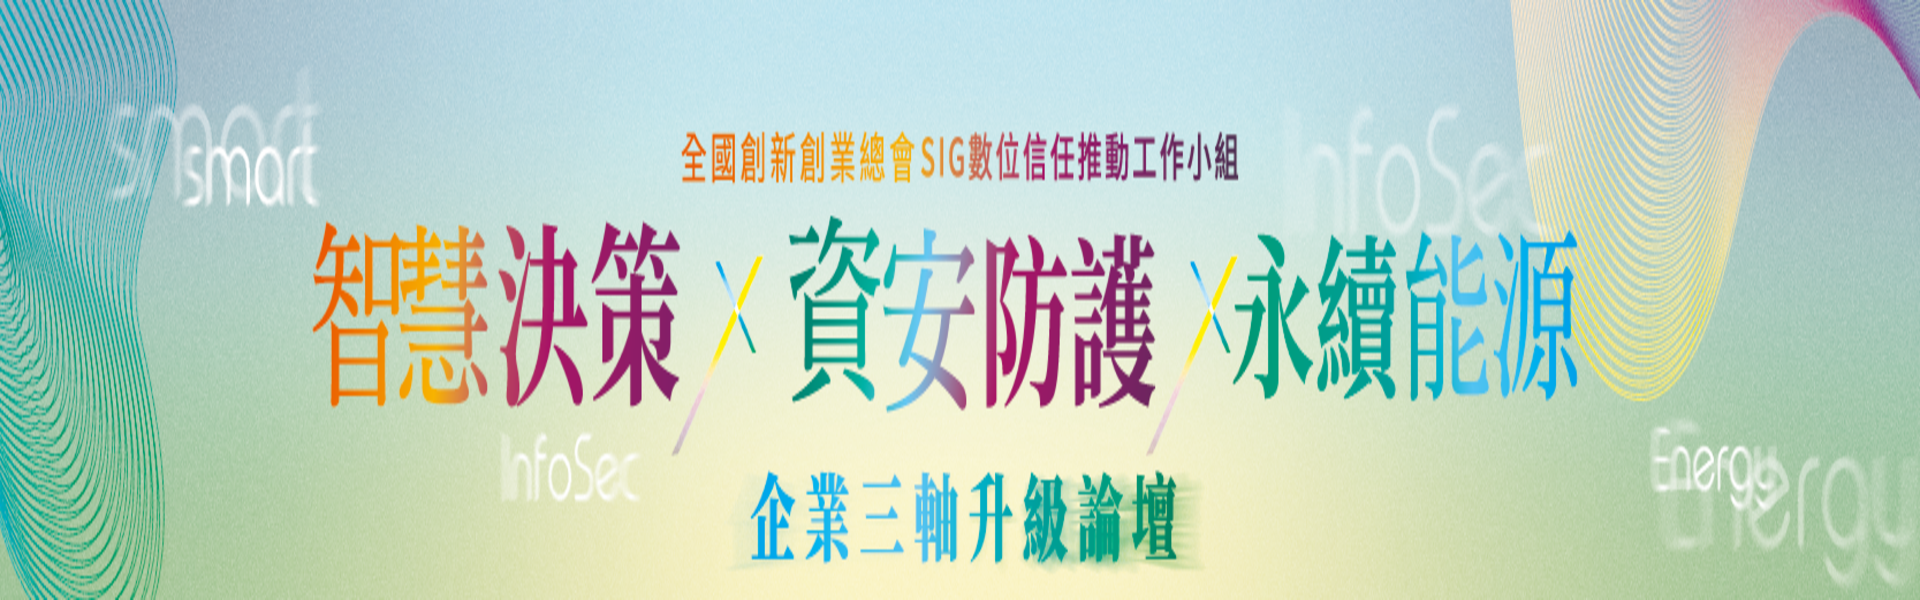 smart
smart
InfoSec
全國創新創業總會SIG數位信任推動工作小組
智慧決策╳資安防護╳永續能源
InfoSec
Energy
Energy
企業三軸升級論壇